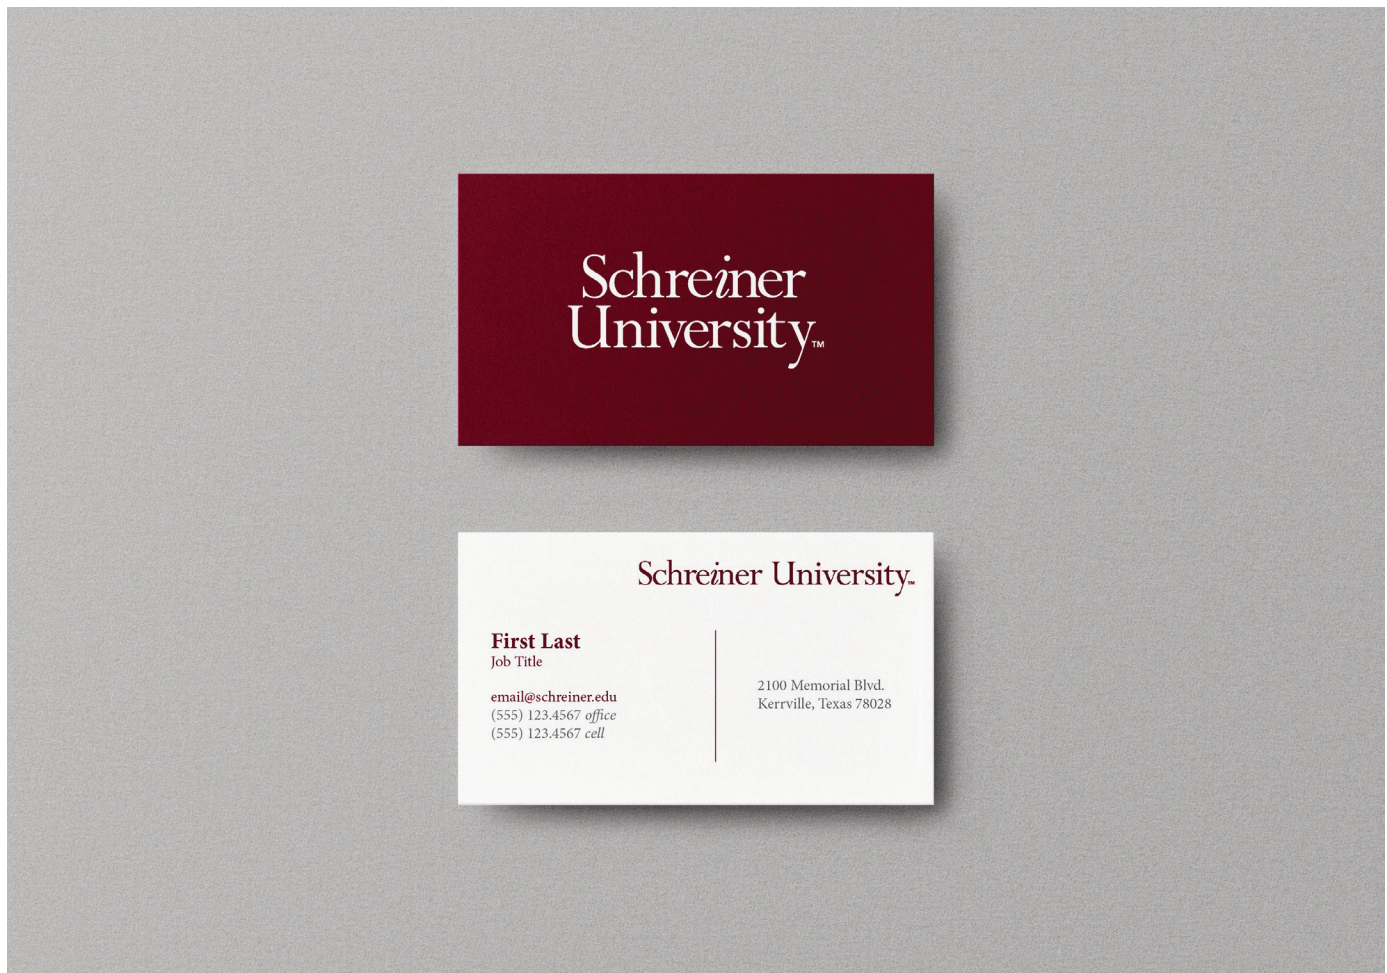 Schreiner
University™
Schreiner University™
First Last
Job Title
email@schreiner.edu
(555) 123.4567 office
(555) 123.4567 cell
2100 Memorial Blvd.
Kerrville, Texas 78028